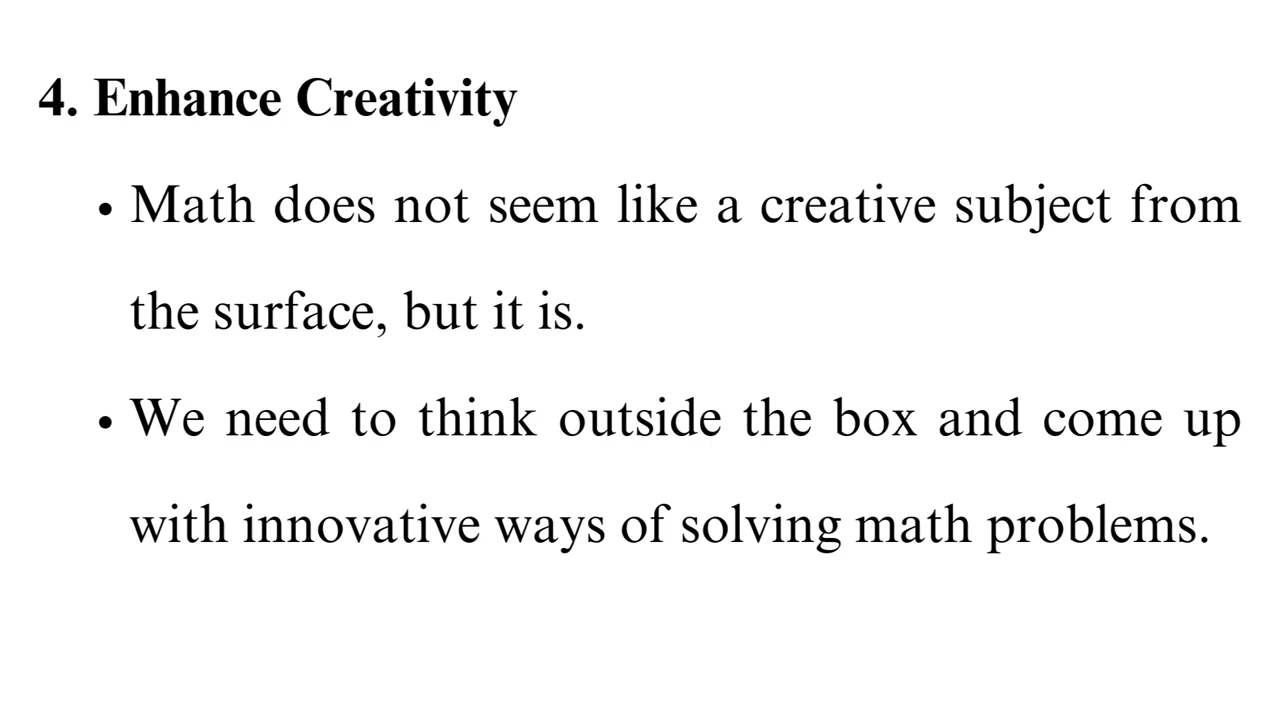 4. Enhance Creativity
• Math does not seem like a creative subject from
the surface, but it is.
• We need to think outside the box and come up
with innovative ways of solving math problems.